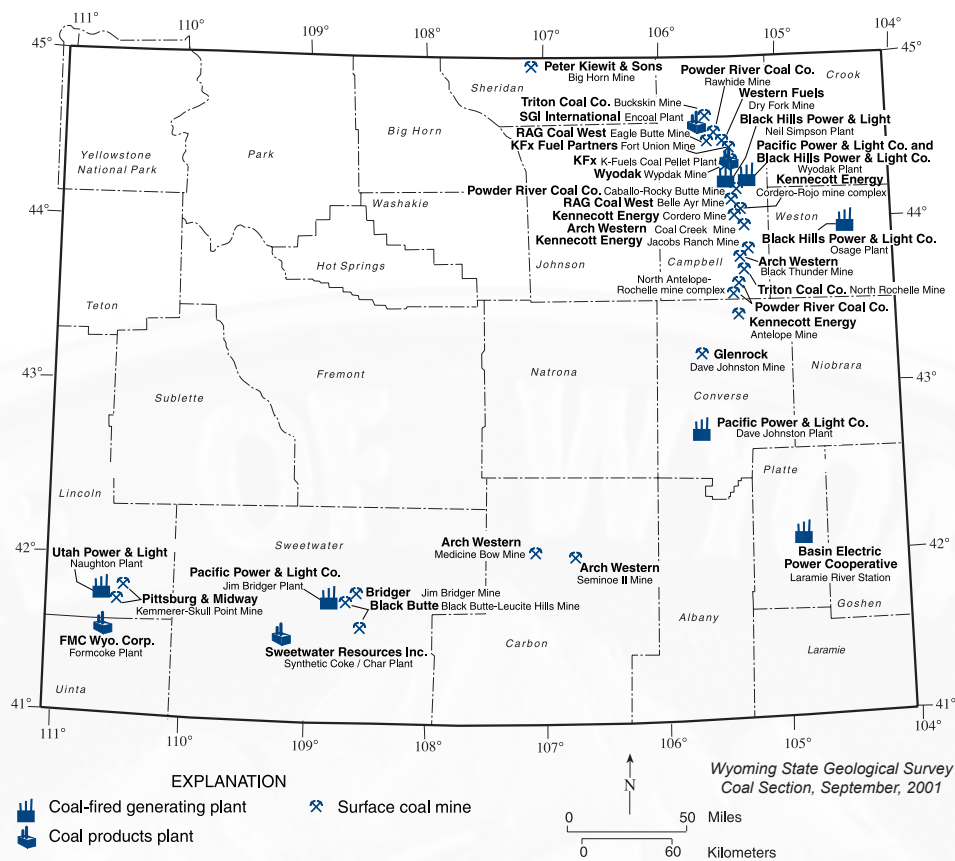 111°
110°
109°
108°
107°
106°
105°
104°
45°
45°
Peter Kiewit & Sons
Big Horn Mine
Sheridan
Powder River Coal Co.
Rawhide Mine
Crook
Western Fuels
Dry Fork Mine
Triton Coal Co. Buckskin Mine
SGI International Encoal Plant
Black Hills Power & Light
Neil Simpson Plant
Big Horn
RAG Coal West Eagle Butte Mine
KFx Fuel Partners Fort Union Mine
Pacific Power & Light Co. and
Black Hills Power & Light Co.
Wyodak Plant
Yellowstone
National Park
Park
KFx K-Fuels Coal Pellet Plant
Wyodak Wypdak Mine
Kennecott Energy
Cordero-Rojo mine complex
Powder River Coal Co. Caballo-Rocky Butte Mine
Washakie
RAG Coal West Belle Ayr Mine
44°
44°
Kennecott Energy Cordero Mine
Weston
Arch Western Coal Creek Mine
Kennecott Energy Jacobs Ranch Mine
Black Hills Power & Light Co.
Osage Plant
Hot Springs
Johnson
Campbell
Arch Western
Black Thunder Mine
North Antelope-
Rochelle mine complex
Triton Coal Co. North Rochelle Mine
Teton
Powder River Coal Co.
Kennecott Energy
Antelope Mine
43°
43°
Glenrock
Dave Johnston Mine
Fremont
Natrona
Niobrara
Sublette
Converse
Pacific Power & Light Co.
Dave Johnston Plant
OF WYO
Platte
Lincoln
42°
42°
Sweetwater
Arch Western
Medicine Bow Mine
Utah Power & Light
Naughton Plant
Arch Western
Seminoe II Mine
Basin Electric
Power Cooperative
Laramie River Station
Pacific Power & Light Co.
Jim Bridger Plant
Bridger Jim Bridger Mine
Pittsburg & Midway
Kemmerer-Skull Point Mine
Black Butte Black Butte-Leucite Hills Mine
Goshen
Albany
FMC Wyo. Corp.
Formcoke Plant
Sweetwater Resources Inc.
Synthetic Coke / Char Plant
Carbon
Laramie
Uinta
41°
41°
111°
110°
109°
108°
107°
106°
105°
104°
EXPLANATION
Coal-fired generating plant
Surface coal mine
Coal products plant
N
Wyoming State Geological Survey
Coal Section, September, 2001
0 50 Miles
0 60 Kilometers